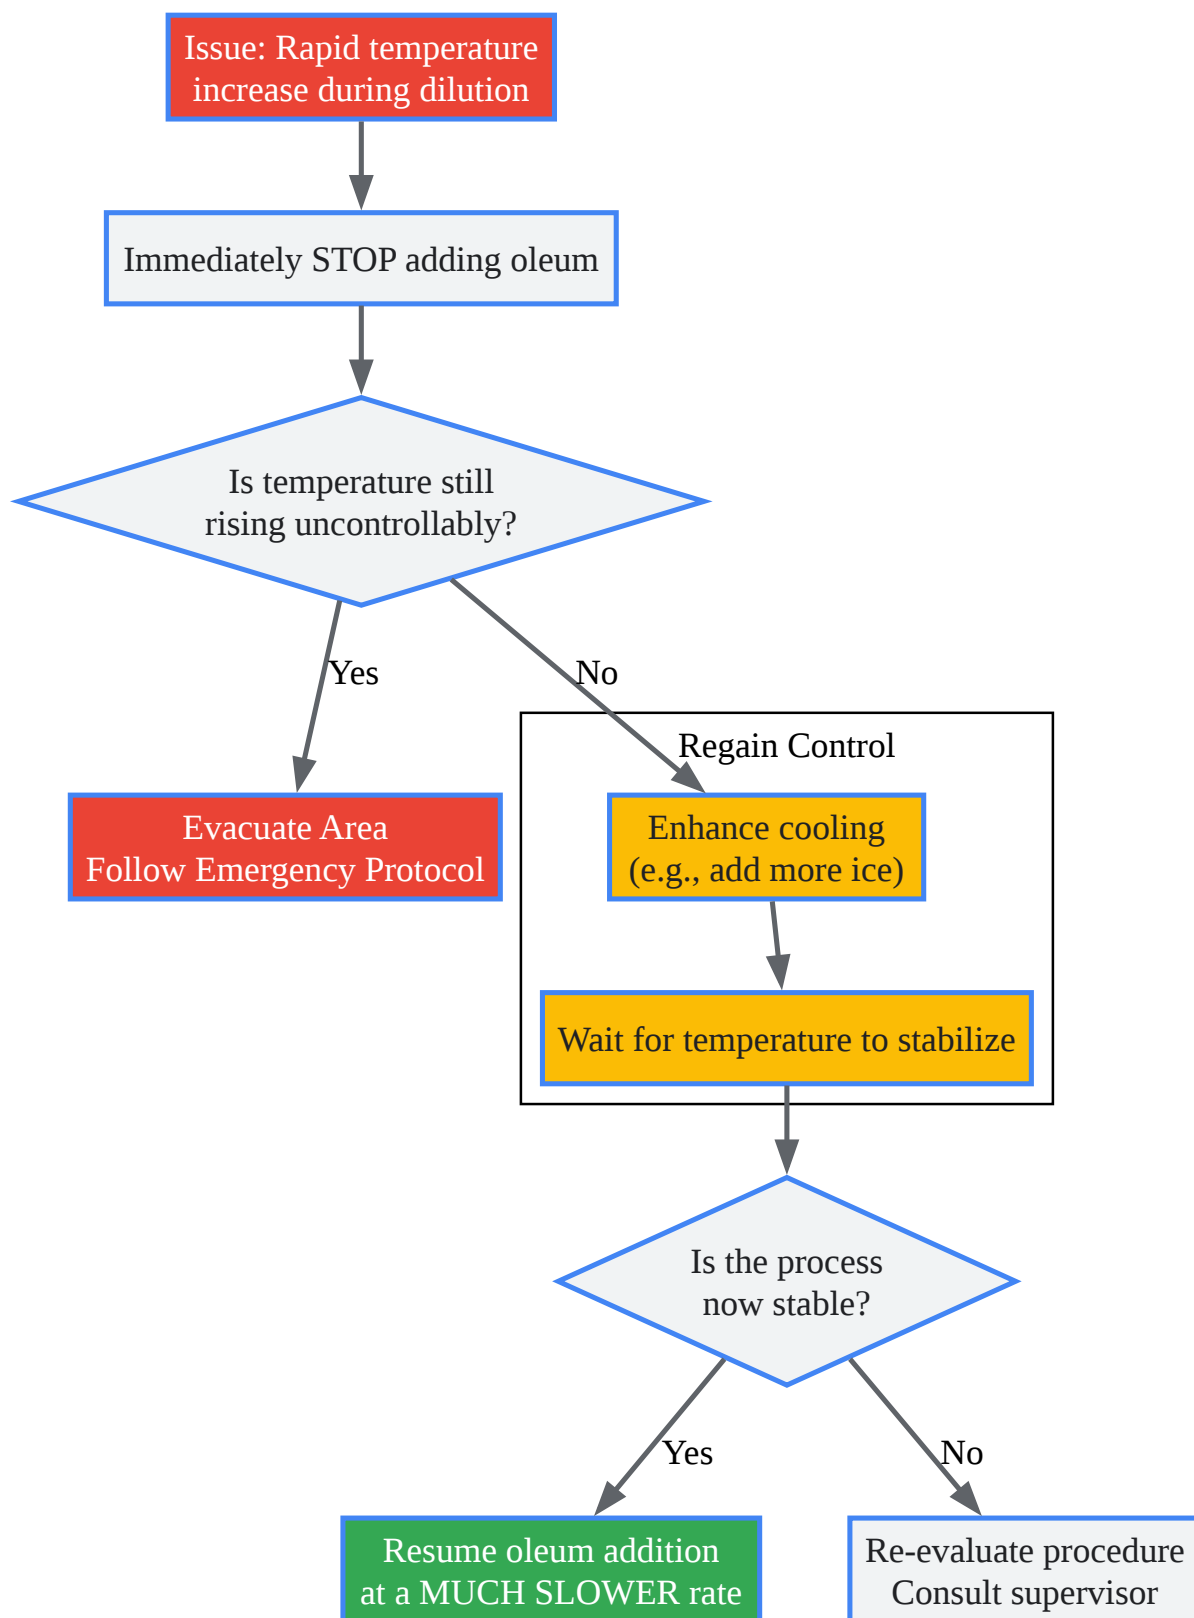 Issue: Rapid temperature
increase during dilution
Immediately STOP adding oleum
Is temperature still
rising uncontrollably?
Yes
No
Regain Control
Evacuate Area
Follow Emergency Protocol
Enhance cooling
(e.g., add more ice)
Wait for temperature to stabilize
Is the process
now stable?
Yes
No
Resume oleum addition
at a MUCH SLOWER rate
Re-evaluate procedure
Consult supervisor